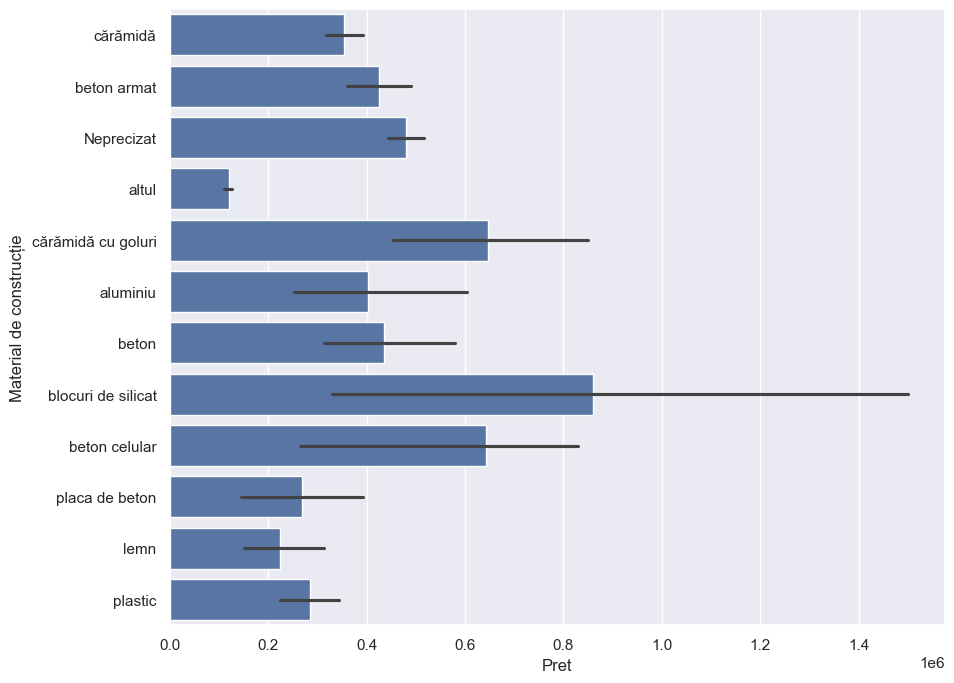 cărămidă
beton armat
Neprecizat
altul
cărămidă cu goluri
aluminiu
beton
blocuri de silicat
beton celular
placa de beton
lemn
plastic
Material de construcție
0.0 0.2 0.4 0.6 0.8 1.0 1.2 1.4
1e6
Pret